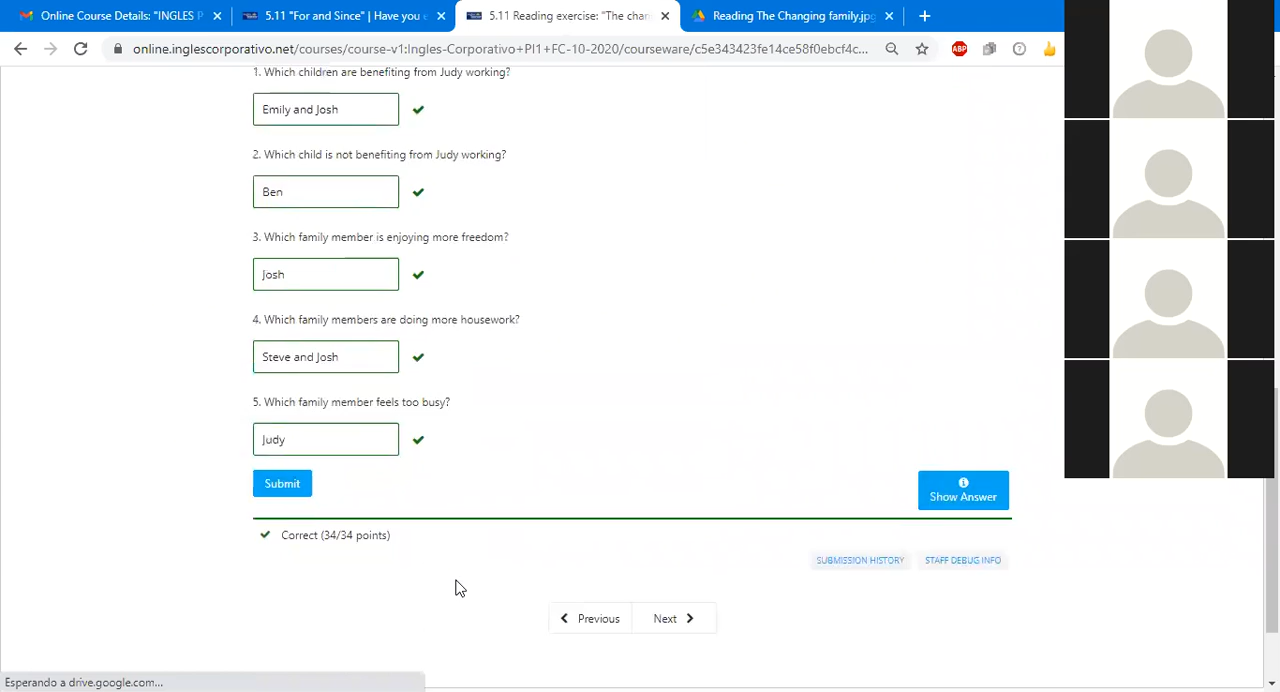 Online Course Details: "INGLES P
5.11 "For and Since" | Have you e
5.11 Reading exercise: "The chan
Reading The Changing family.jpg
online.inglescorporativo.net/courses/course-v1:Ingles-Corporativo+PI1+FC-10-2020/courseware/c5e343423fe14ce58f0ebcf4c...
ABP
1. Which children are benefiting from Judy working?
Emily and Josh
2. Which child is not benefiting from Judy working?
Ben
3. Which family member is enjoying more freedom?
Josh
4. Which family members are doing more housework?
Steve and Josh
5. Which family member feels too busy?
Judy
Submit
Show Answer
Correct (34/34 points)
SUBMISSION HISTORY
STAFF DEBUG INFO
Previous
Next
Esperando a drive.google.com...